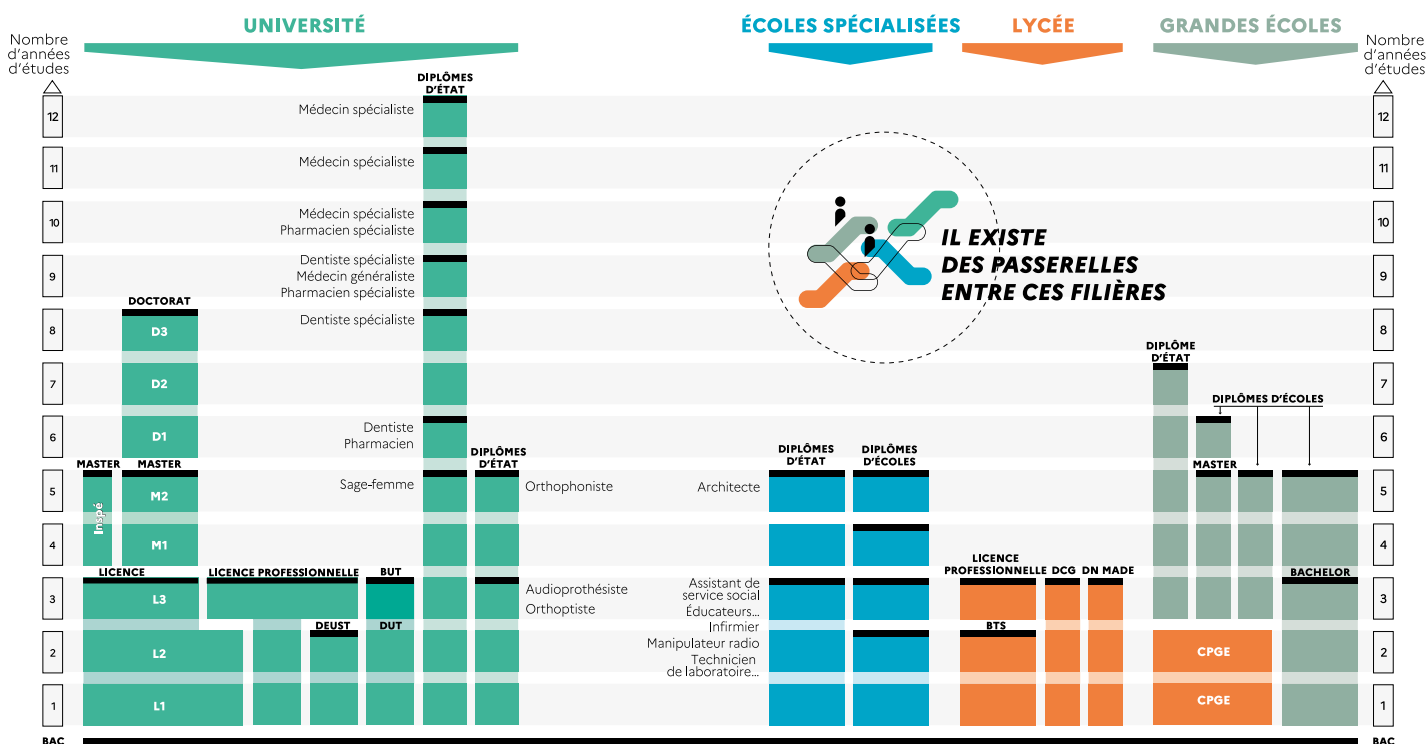 UNIVERSITÉ
ÉCOLES SPÉCIALISÉES
LYCÉE
GRANDES ÉCOLES
Nombre
d'années
d'études
Nombre
d'années
d'études
DIPLÔMES
D'ÉTAT
12
Médecin spécialiste
12
11
Médecin spécialiste
11
10
Médecin spécialiste
Pharmacien spécialiste
10
IL EXISTE
DES PASSERELLES
ENTRE CES FILIÈRES
9
Dentiste spécialiste
Médecin généraliste
Pharmacien spécialiste
9
DOCTORAT
8
D3
Dentiste spécialiste
8
DIPLÔME
D'ÉTAT
7
D2
7
DIPLÔMES D'ÉCOLES
6
D1
Dentiste
Pharmacien
6
MASTER
MASTER
DIPLÔMES
D'ÉTAT
DIPLÔMES
D'ÉTAT
DIPLÔMES
D'ÉCOLES
MASTER
5
Inspé
M2
Sage-femme
Orthophoniste
Architecte
5
4
M1
4
LICENCE
LICENCE PROFESSIONNELLE
BUT
LICENCE
PROFESSIONNELLE
DCG
DN MADE
BACHELOR
3
L3
Audioprothésiste
Orthoptiste
Assistant de
service social
Éducateurs...
Infirmier
3
DEUST
DUT
BTS
2
L2
Manipulateur radio
Technicien
de laboratoire...
CPGE
2
1
L1
CPGE
1
BAC
BAC